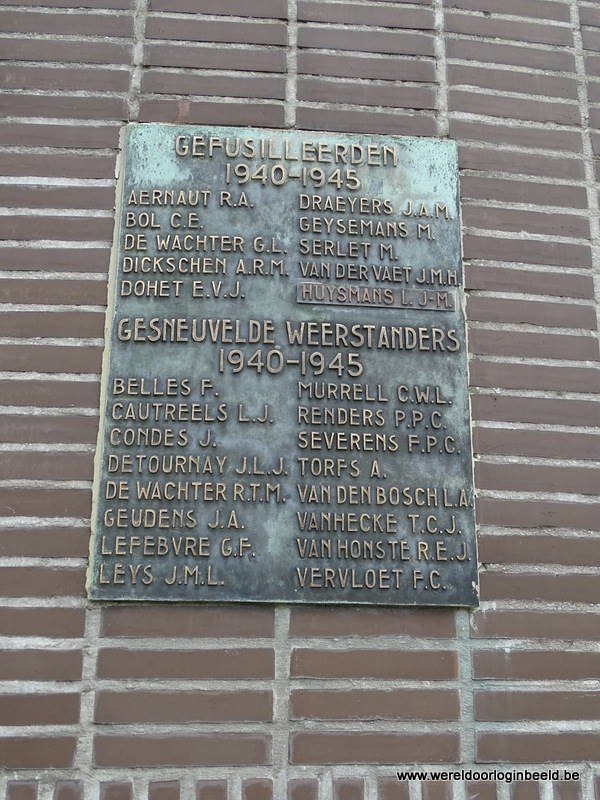 GEFUSILLEERDEN
1940-1945
AERNAUT R.A.
BOL C.E.
DE WACHTER G.L.
DICKSCHEN A.R.M.
DOHET E.V.J.
DRAEYERS J.A.M.
GEYSEMANS M.
SERLET M.
VAN DER VAET J.M.H.
HUYSMANS L.J-M.
GESNEUVELDE WEERSTANDERS
1940-1945
BELLES F.
CAUTREELS L.J.
CONDES J.
DETOURNAY J.L.J.
DE WACHTER R.T.M.
GEUDENS J.A.
LEFEBVRE G.F.
LEYS J.M.L.
MURRELL C.W.L.
RENDERS P.P.C.
SEVERENS F.P.C.
TORFS A.
VAN DEN BOSCH L.A.
VANHECKE T.C.J.
VAN HONSTÉ R.E.J.
VERVLOET F.C.
www.wereldoorloginbeeld.be